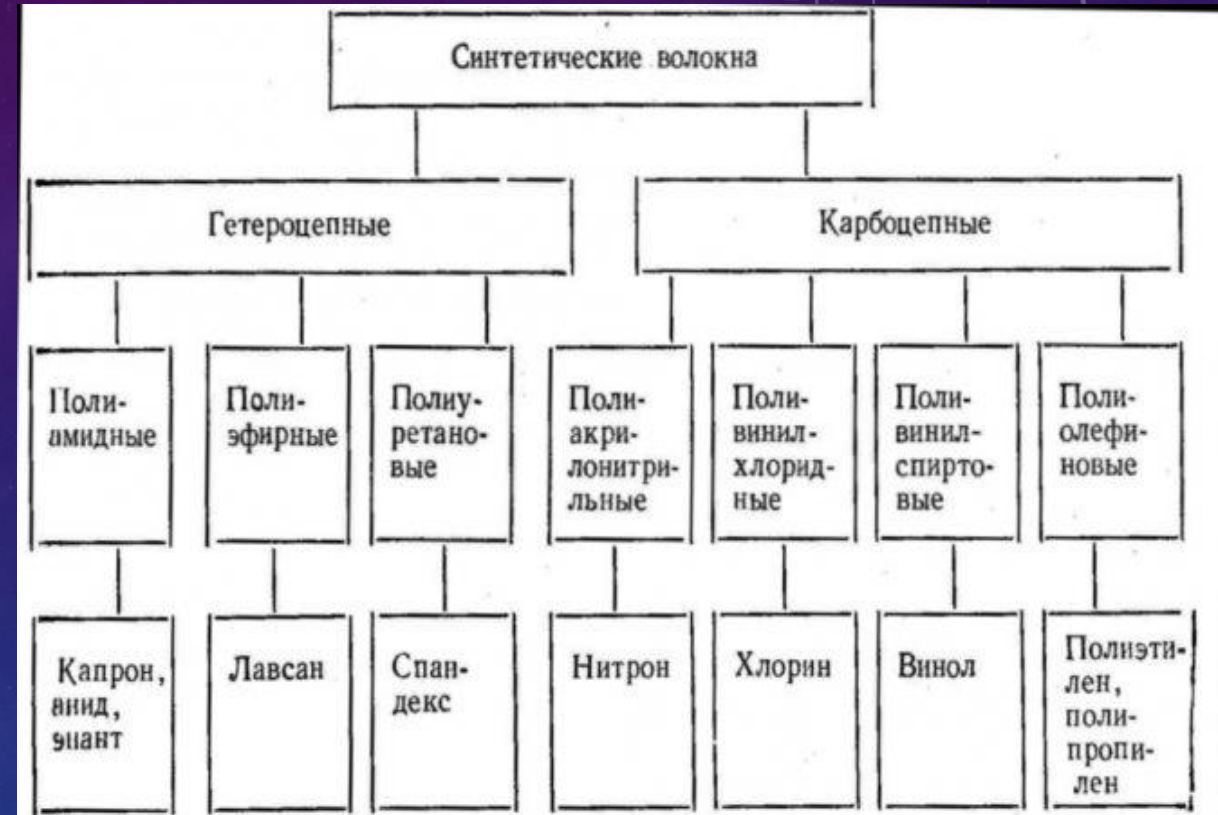 Синтетические волокна
Гетероцепные
Карбоцепные
Поли-
амидные
Поли-
эфирные
Полиу-
ретано-
вые
Поли-
акри-
лонитри-
льные
Поли-
винил-
хлорид-
ные
Поли-
винил-
спирто-
вые
Поли-
олефи-
новые
Капрон,
анид,
энант
Лавсан
Спан-
декс
Нитрон
Хлорин
Винол
Полиэти-
лен,
поли-
пропи-
лен